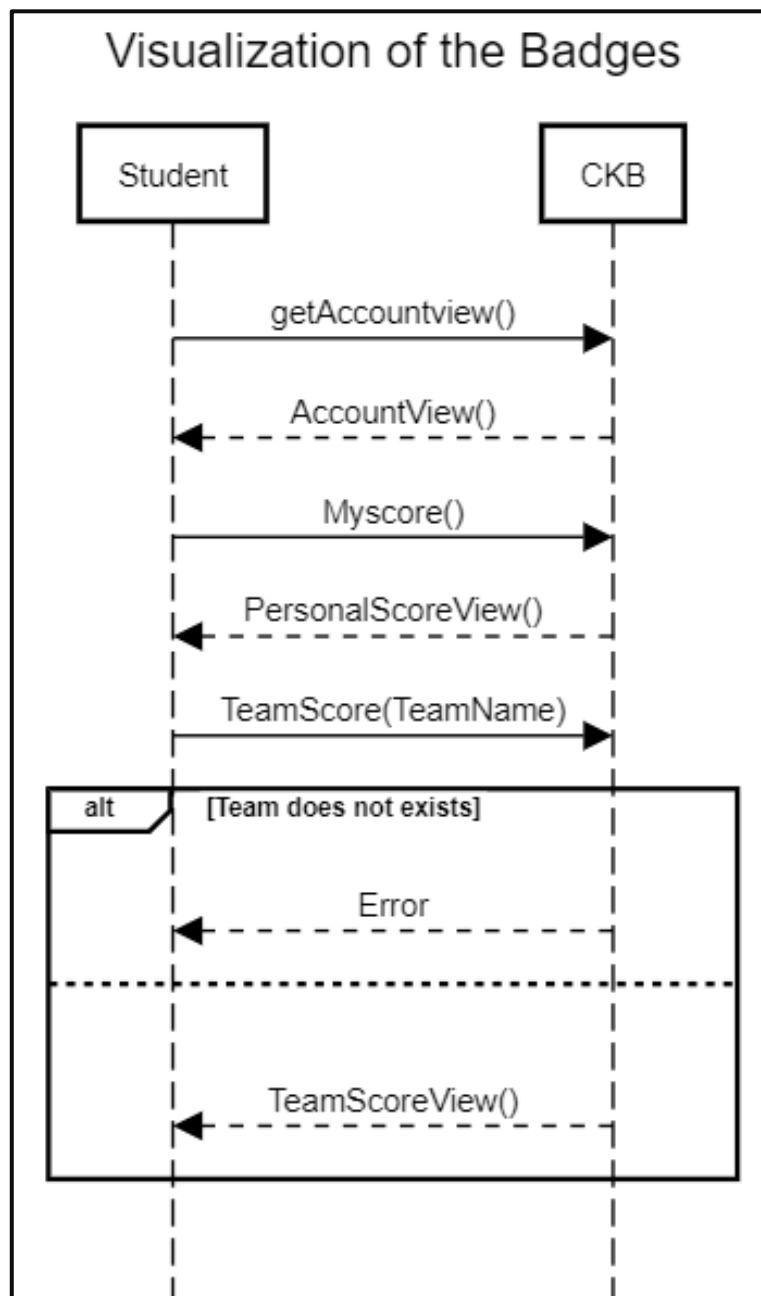 Visualization of the Badges
Student
CKB
getAccountview()
AccountView()
Myscore()
PersonalScoreView()
TeamScore(TeamName)
alt
[Team does not exists]
Error
TeamScoreView()